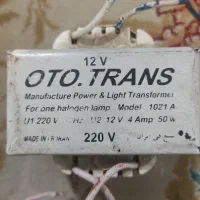 12 V
OTO.TRANS
Manufacture Power & Light Transformer
For one halogen lamp Model 1021 A
U1 220 V Hz U2 12 V 4 Amp 50 w
MADE IN I R IRAN 220 V